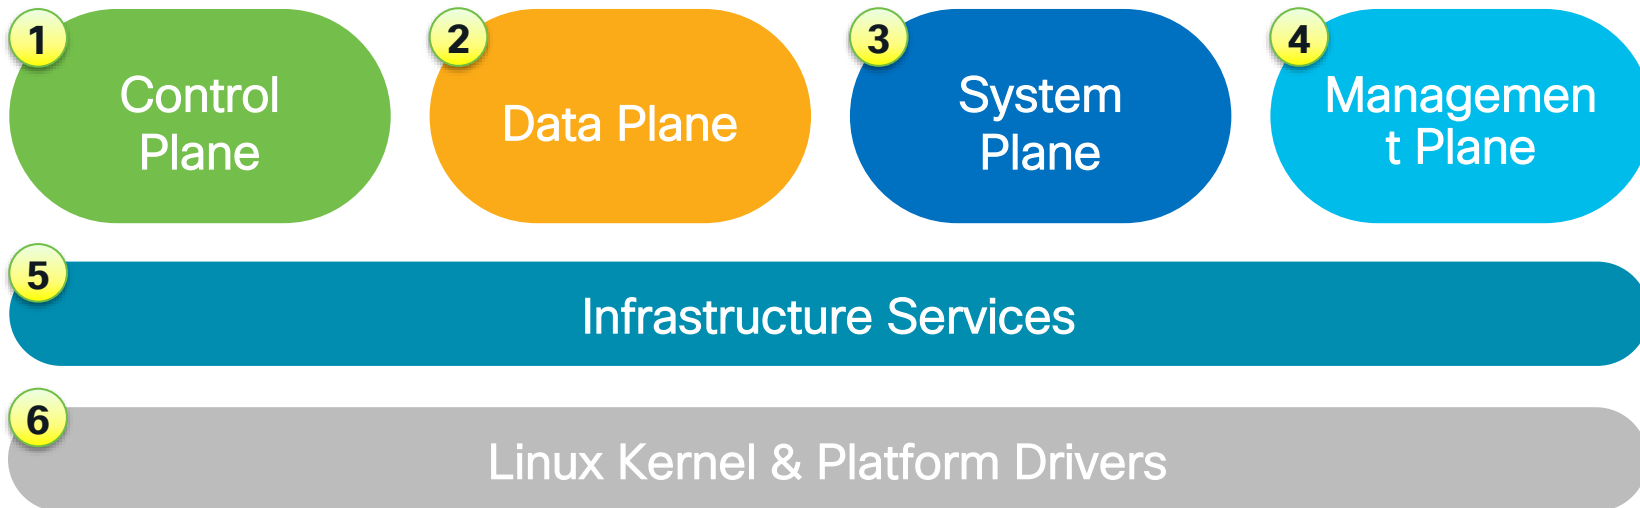 1
Control
Plane
2
Data Plane
3
System
Plane
4
Managemen
t Plane
5
Infrastructure Services
6
Linux Kernel & Platform Drivers